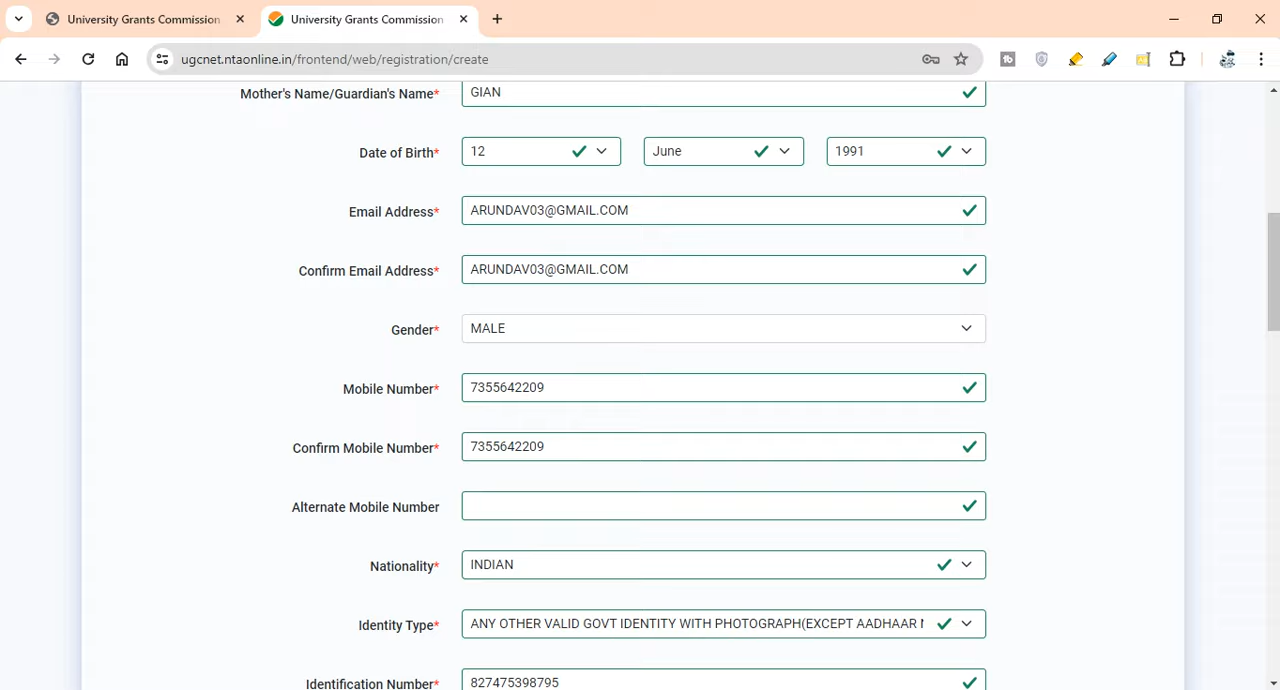 University Grants Commission
University Grants Commission
ugcnet.ntaonline.in/frontend/web/registration/create
Mother's Name/Guardian's Name* GIAN
Date of Birth* 12 June 1991
Email Address* ARUNDAV03@GMAIL.COM
Confirm Email Address* ARUNDAV03@GMAIL.COM
Gender* MALE
Mobile Number* 7355642209
Confirm Mobile Number* 7355642209
Alternate Mobile Number
Nationality* INDIAN
Identity Type* ANY OTHER VALID GOVT IDENTITY WITH PHOTOGRAPH(EXCEPT AADHAAR
Identification Number* 827475398795